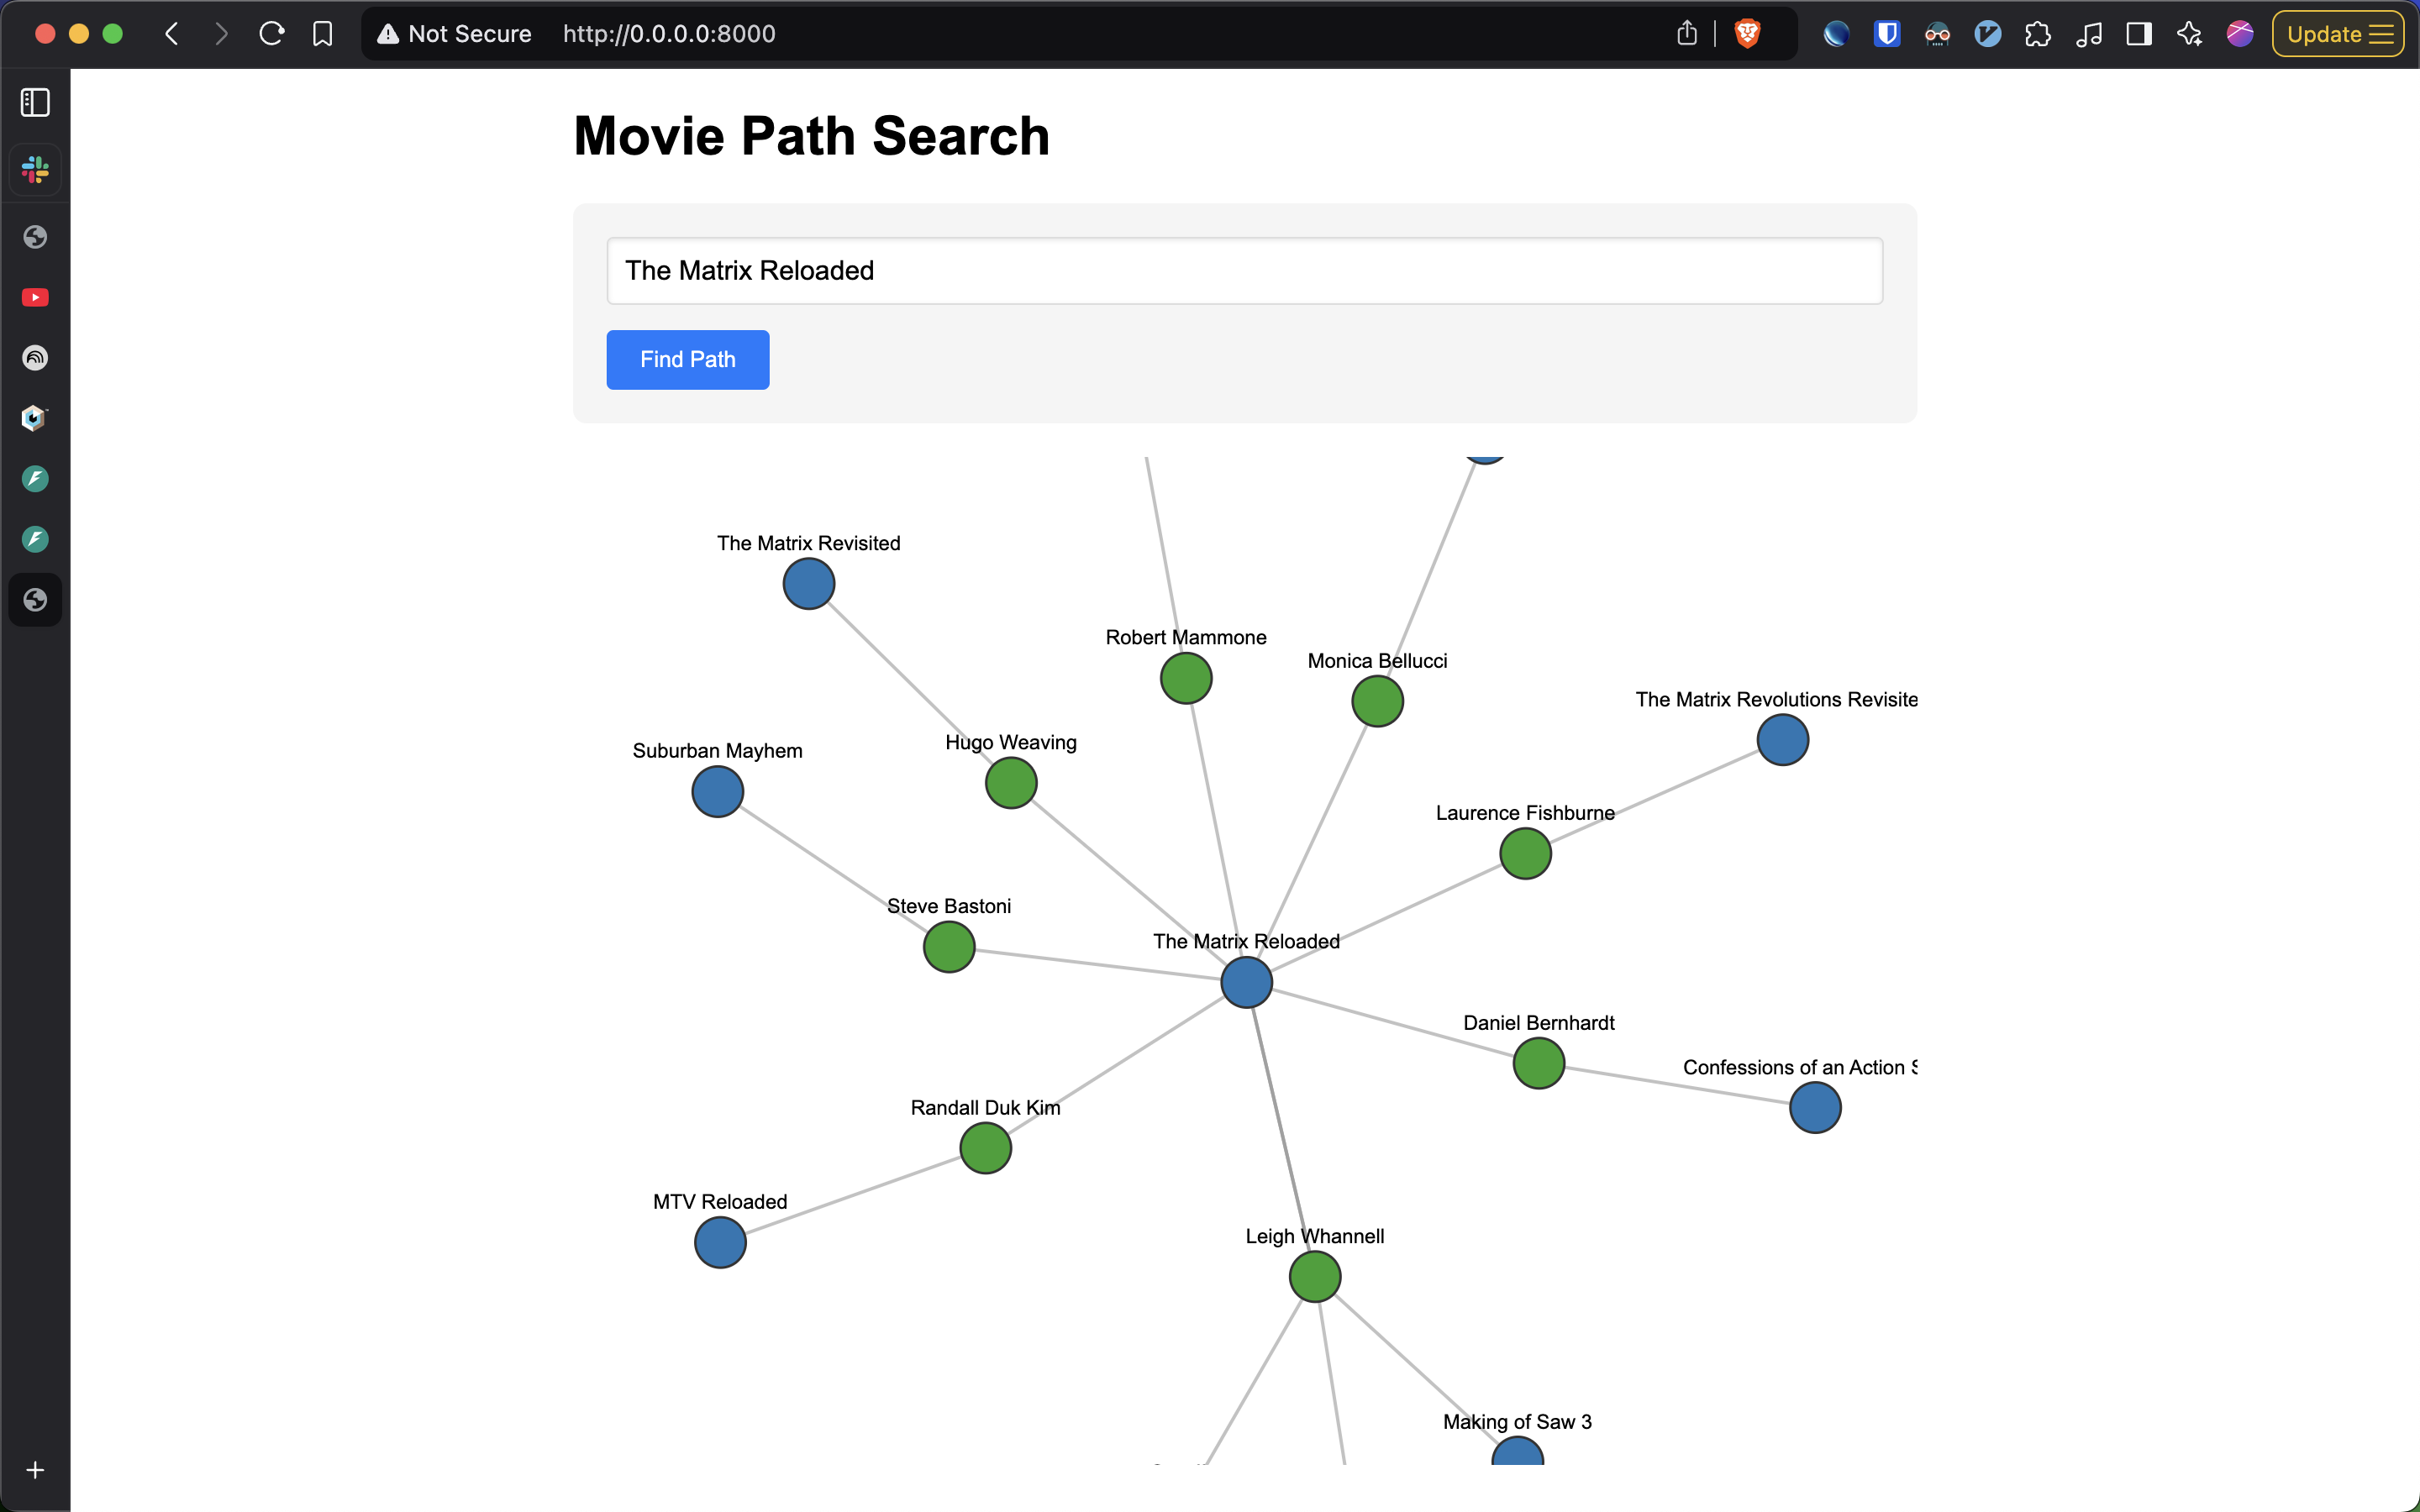 Not Secure http://0.0.0.0:8000
Update
Movie Path Search
The Matrix Reloaded
Find Path
The Matrix Revisited
Robert Mammone
Monica Bellucci
The Matrix Revolutions Revisite
Hugo Weaving
Suburban Mayhem
Laurence Fishburne
Steve Bastoni
The Matrix Reloaded
Daniel Bernhardt
Confessions of an Action S
Randall Duk Kim
MTV Reloaded
Leigh Whannell
Making of Saw 3